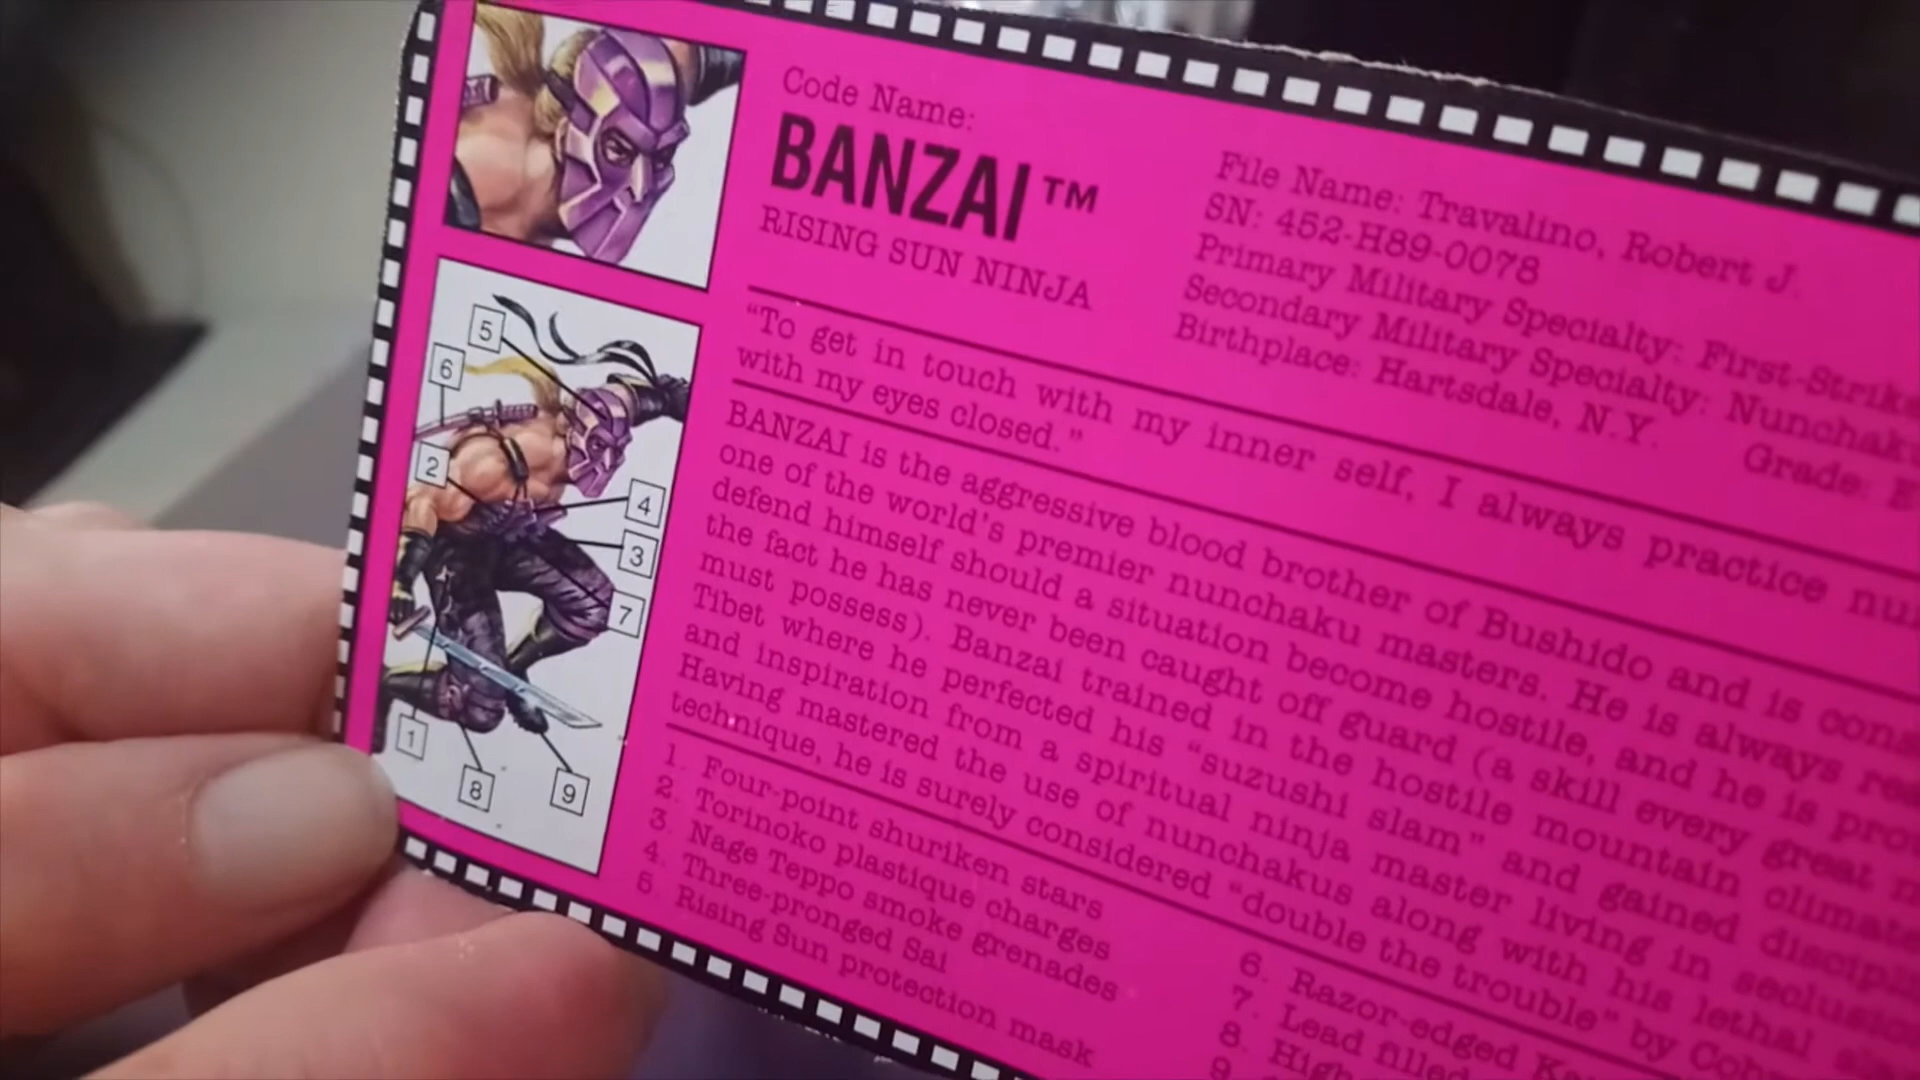 Code Name:
BANZAI™
RISING SUN NINJA
File Name: Travalino, Robert J.
SN: 452-H89-0078
Primary Military Specialty: First-Strike
Secondary Military Specialty: Nunchaku
Birthplace: Hartsdale, N.Y. Grade:
"To get in touch with my inner self, I always practice
with my eyes closed."
BANZAI is the aggressive blood brother of Bushido and is
one of the world's premier nunchaku masters. He is always
defend himself should a situation become hostile, and he is
the fact he has never been caught off guard (a skill every great
must possess). Banzai trained in the hostile mountain
Tibet where he perfected his "suzushi slam" and gained
and inspiration from a spiritual ninja master living in
Having mastered the use of nunchakus along with his lethal
technique, he is surely considered "double the trouble" by
1. Four-point shuriken stars
2. Torinoko plastique charges
3. Nage Teppo smoke grenades
4. Three-pronged Sai
5. Rising Sun protection mask
6. Razor-edged
7. Lead filled
8.
9.
5
6
2
4
3
7
1
8
9